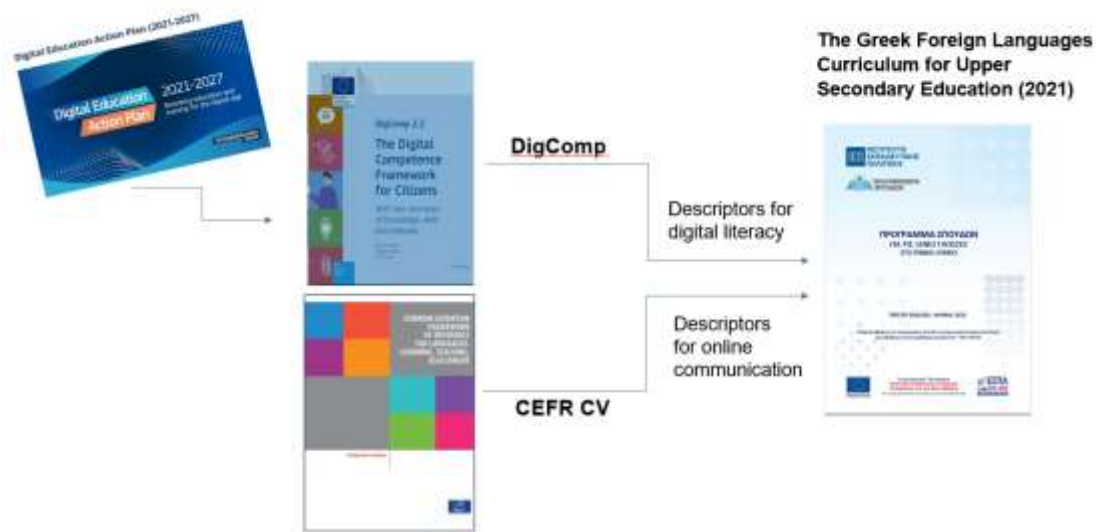 Digital Education Action Plan (2021-2027)
Digital Education
Action Plan
2021-2027
The Greek Foreign Languages
Curriculum for Upper
Secondary Education (2021)
DigComp 2.2
The Digital
Competence
Framework
for Citizens
DigComp
Descriptors for
digital literacy
ΠΡΟΓΡΑΜΜΑ ΣΠΟΥΔΩΝ
COMMON EUROPEAN
FRAMEWORK
OF REFERENCE
FOR LANGUAGES:
LEARNING, TEACHING,
ASSESSMENT
Descriptors
for online
communication
CEFR CV